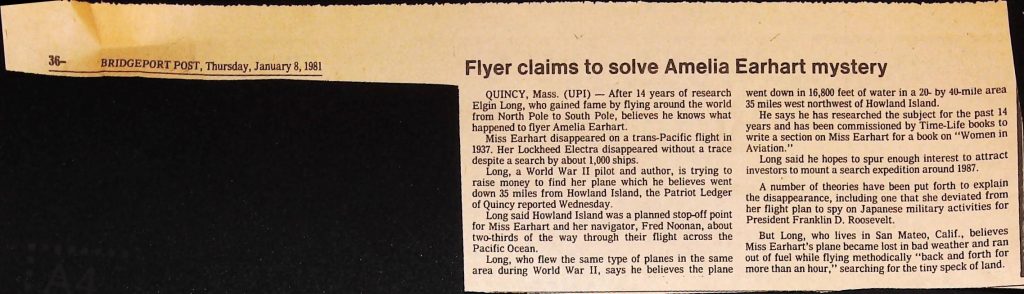 36– BRIDGEPORT POST, Thursday, January 8, 1981
Flyer claims to solve Amelia Earhart mystery
QUINCY, Mass. (UPI) — After 14 years of research
Elgin Long, who gained fame by flying around the world
from North Pole to South Pole, believes he knows what
happened to flyer Amelia Earhart.
Miss Earhart disappeared on a trans-Pacific flight in
1937. Her Lockheed Electra disappeared without a trace
despite a search by about 1,000 ships.
Long, a World War II pilot and author, is trying to
raise money to find her plane which he believes went
down 35 miles from Howland Island, the Patriot Ledger
of Quincy reported Wednesday.
Long said Howland Island was a planned stop-off point
for Miss Earhart and her navigator, Fred Noonan, about
two-thirds of the way through their flight across the
Pacific Ocean.
Long, who flew the same type of planes in the same
area during World War II, says he believes the plane
went down in 16,800 feet of water in a 20- by 40-mile area
35 miles west northwest of Howland Island.
He says he has researched the subject for the past 14
years and has been commissioned by Time-Life books to
write a section on Miss Earhart for a book on "Women in
Aviation."
Long said he hopes to spur enough interest to attract
investors to mount a search expedition around 1987.
A number of theories have been put forth to explain
the disappearance, including one that she deviated from
her flight plan to spy on Japanese military activities for
President Franklin D. Roosevelt.
But Long, who lives in San Mateo, Calif., believes
Miss Earhart's plane became lost in bad weather and ran
out of fuel while flying methodically "back and forth for
more than an hour," searching for the tiny speck of land.
A4